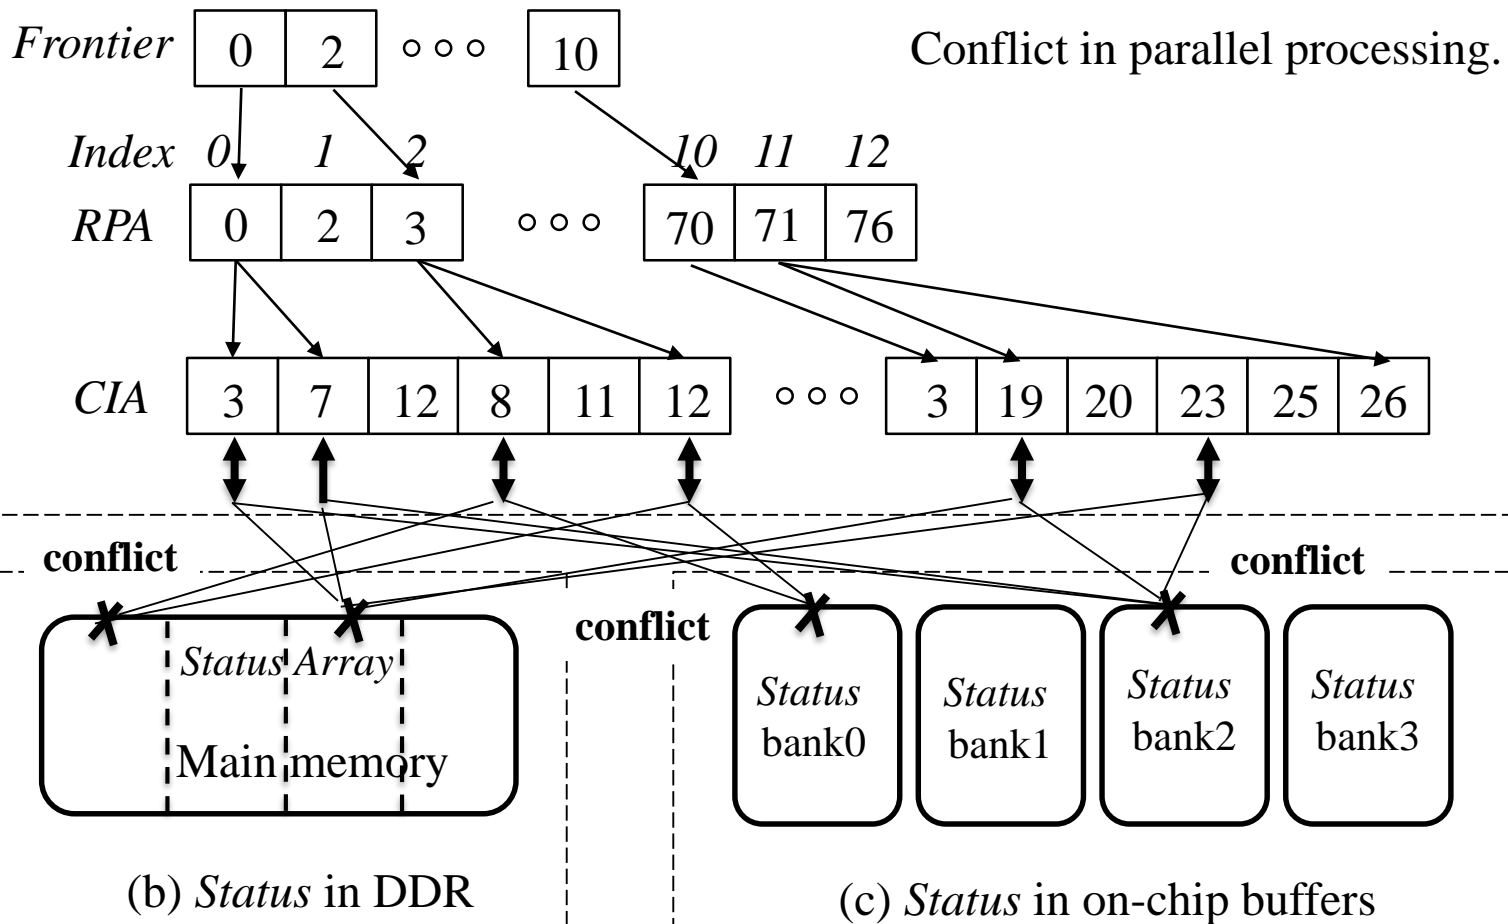 Frontier 0 2 10 Conflict in parallel processing.
Index 0 1 2 10 11 12
RPA 0 2 3 70 71 76
CIA 3 7 12 8 11 12 3 19 20 23 25 26
conflict conflict
conflict
Status Array
Main memory
Status bank0
Status bank1
Status bank2
Status bank3
(b) Status in DDR
(c) Status in on-chip buffers